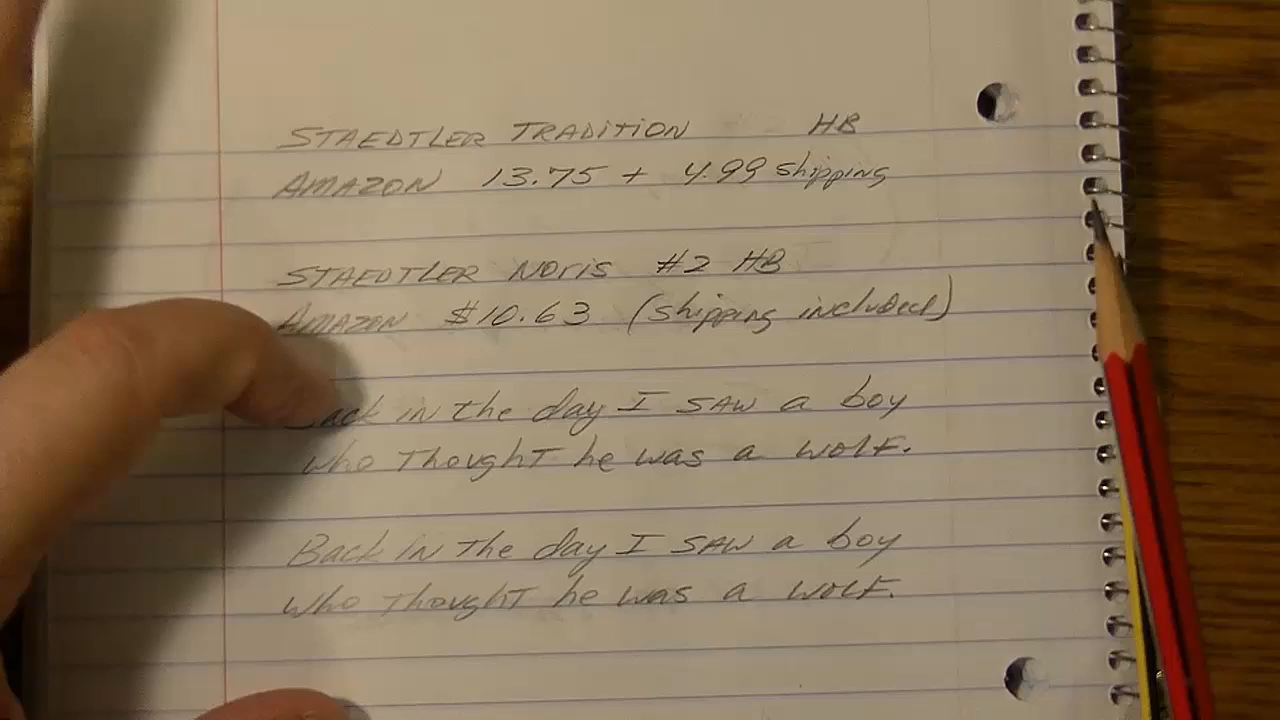 STAEDTLER TRADITION HB
AMAZON 13.75 + 4.99 shipping
STAEDTLER NORIS #2 HB
AMAZON $10.63 (shipping included)
Back in the day I SAW a boy
who thought he was a wolf.
Back in the day I SAW a boy
who thought he was a wolf.